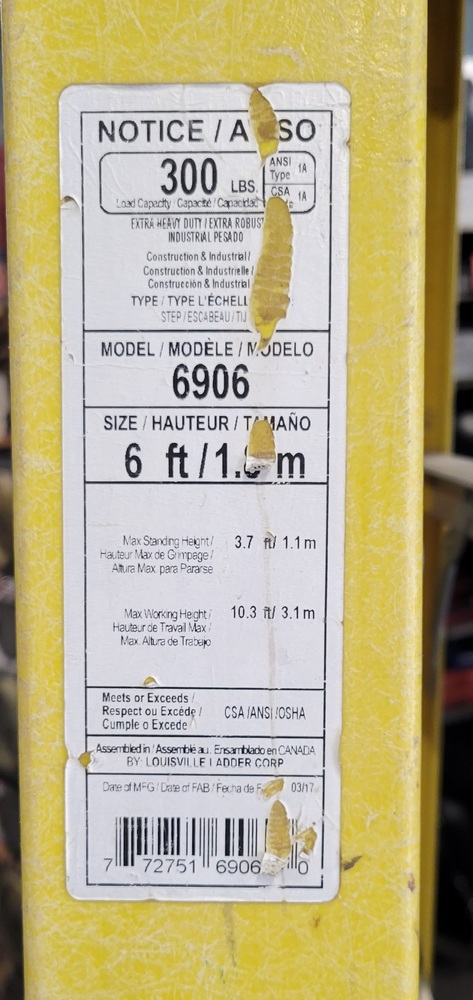 NOTICE /
300 LBS.
ANSI
Type 1A
CSA 1A
Load Capacity / Capacité / Capacidad
EXTRA HEAVY DUTY / EXTRA ROBUST
INDUSTRIAL PESADO
Construction & Industrial /
Construction & Industrielle /
Construcción & Industrial
TYPE / TYPE L'ÉCHELL
STEP / ESCABEAU / TIJ
MODEL / MODÈLE / MODELO
6906
SIZE / HAUTEUR / TAMAÑO
6 ft / 1. m
Max Standing Height /
Hauteur Max de Grimpage /
Altura Max. para Pararse
3.7 ft/ 1.1 m
Max Working Height /
Hauteur de Travail Max /
Max. Altura de Trabajo
10.3 ft/ 3.1 m
Meets or Exceeds /
Respect ou Excéde /
Cumple o Excede
CSA /ANSI /OSHA
Assembled in / Assemblé au . Ensamblado en CANADA
BY: LOUISVILLE LADDER CORP
Date of MFG / Date of FAB / Fecha de F 03/17
7 72751 6906 0